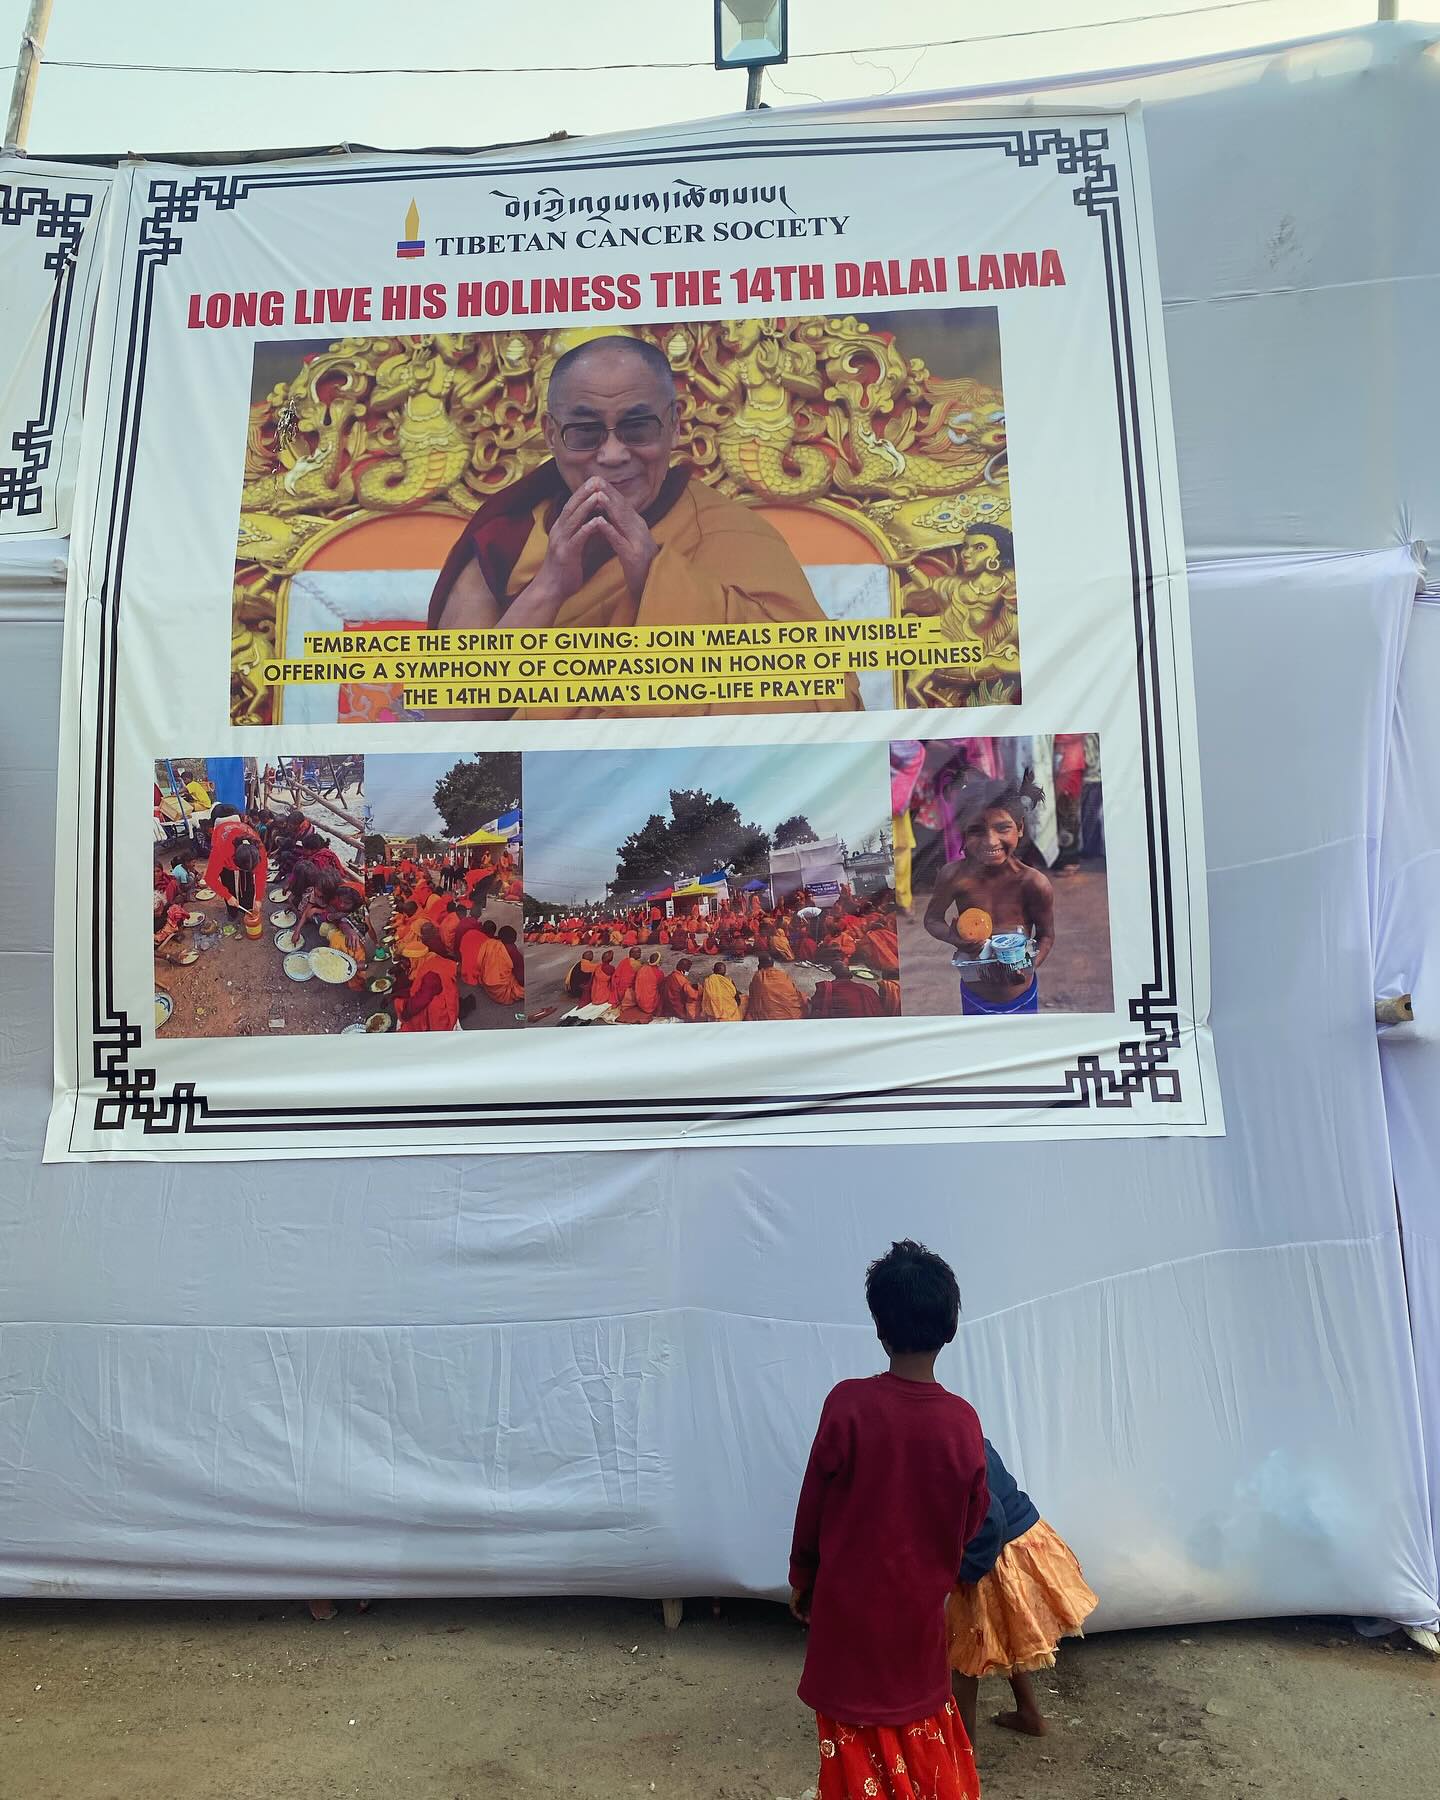 TIBETAN CANCER SOCIETY
LONG LIVE HIS HOLINESS THE 14TH DALAI LAMA
"EMBRACE THE SPIRIT OF GIVING: JOIN 'MEALS FOR INVISIBLE' –
OFFERING A SYMPHONY OF COMPASSION IN HONOR OF HIS HOLINESS
THE 14TH DALAI LAMA'S LONG-LIFE PRAYER"